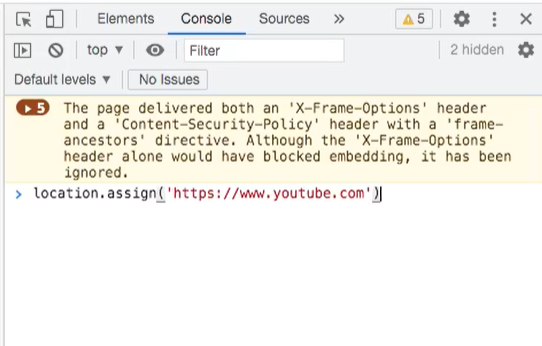 Elements Console Sources » 5
top ▼ Filter 2 hidden
Default levels ▼ No Issues
5 The page delivered both an 'X-Frame-Options' header
and a 'Content-Security-Policy' header with a 'frame-
ancestors' directive. Although the 'X-Frame-Options'
header alone would have blocked embedding, it has been
ignored.
> location.assign('https://www.youtube.com')